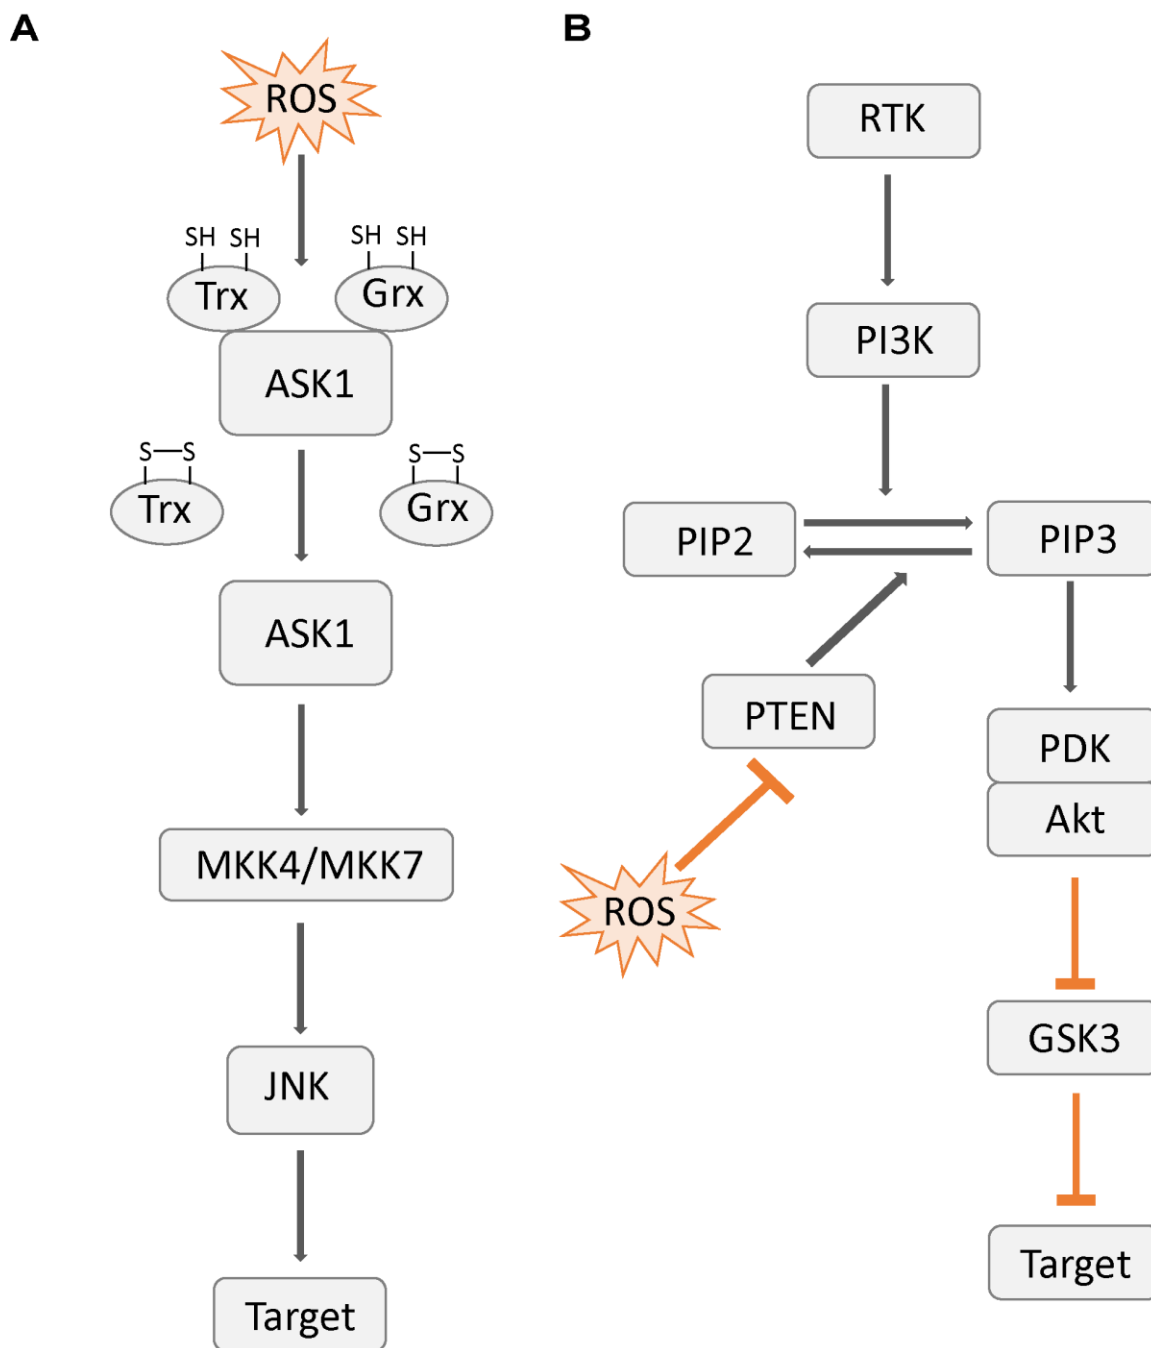 A
ROS
SH SH
SH SH
Trx
Grx
ASK1
S—S
S—S
Trx
Grx
ASK1
MKK4/MKK7
JNK
Target
B
RTK
PI3K
PIP2
PIP3
PTEN
PDK
Akt
ROS
GSK3
Target